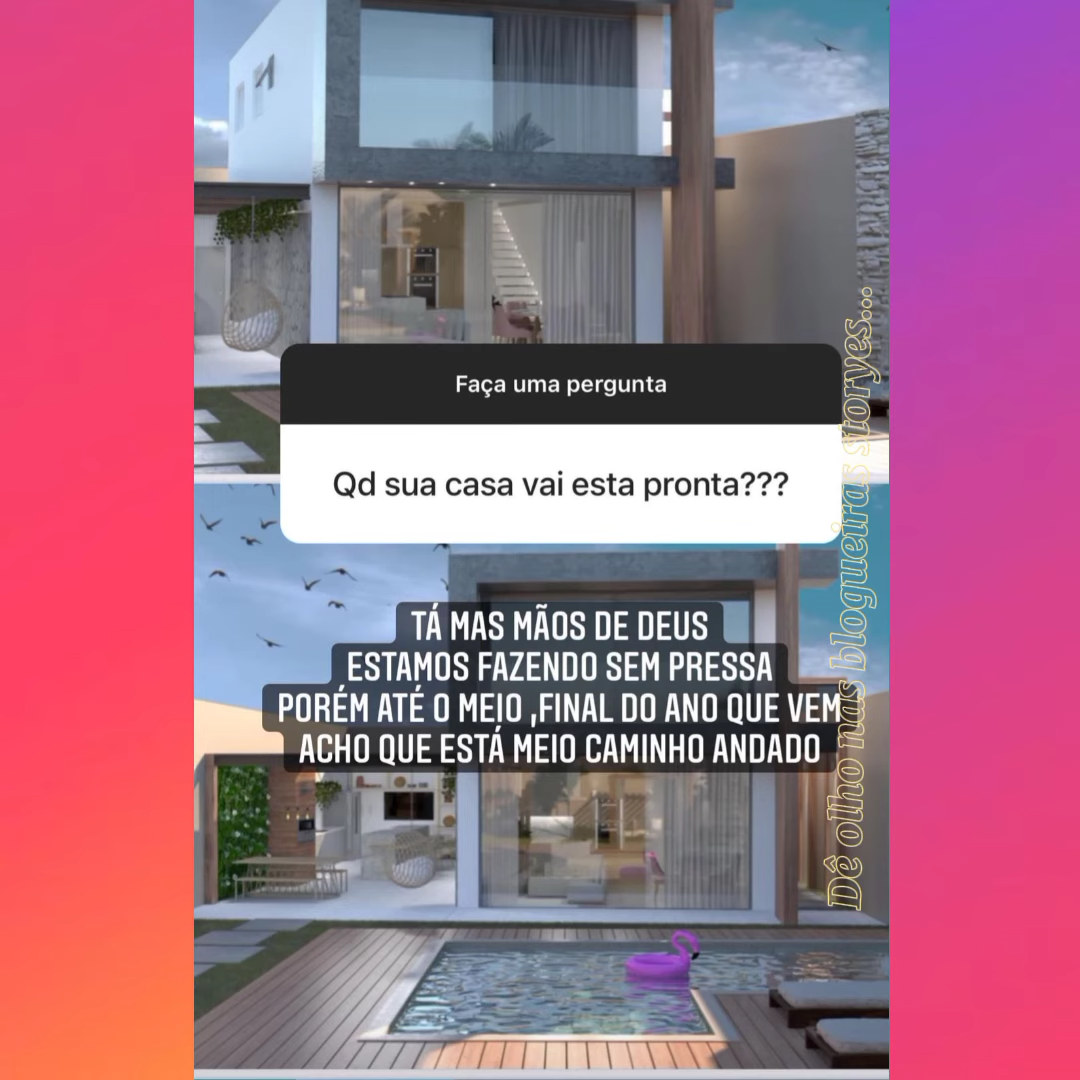 Faça uma pergunta
Qd sua casa vai esta pronta???
TÁ MAS MÃOS DE DEUS
ESTAMOS FAZENDO SEM PRESSA
PORÉM ATÉ O MEIO ,FINAL DO ANO QUE VEM
ACHO QUE ESTÁ MEIO CAMINHO ANDADO
Dê olho nas blogueiras storyes...